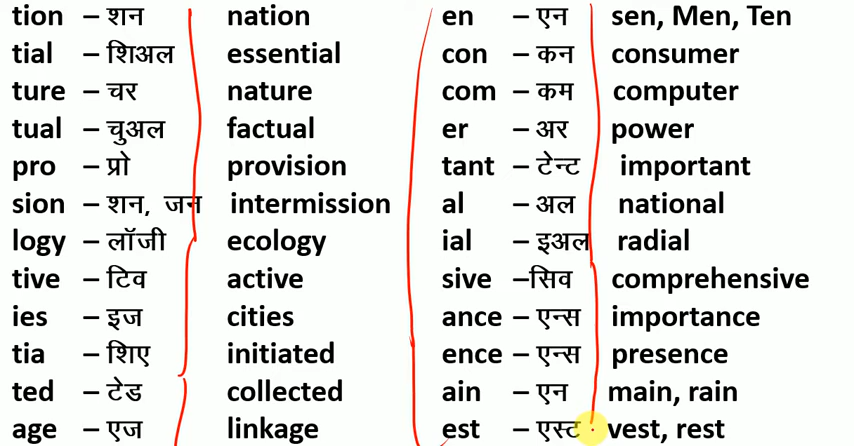 tion – शन nation en – एन sen, Men, Ten
tial – शिअल essential con – कन consumer
ture – चर nature com – कम computer
tual – चुअल factual er – अर power
pro – प्रो provision tant – टेन्ट important
sion – शन, जन intermission al – अल national
logy – लॉजी ecology ial – इअल radial
tive – टिव active sive –सिव comprehensive
ies – इज cities ance – एन्स importance
tia – शिए initiated ence – एन्स presence
ted – टेड collected ain – एन main, rain
age – एज linkage est – एस्ट vest, rest